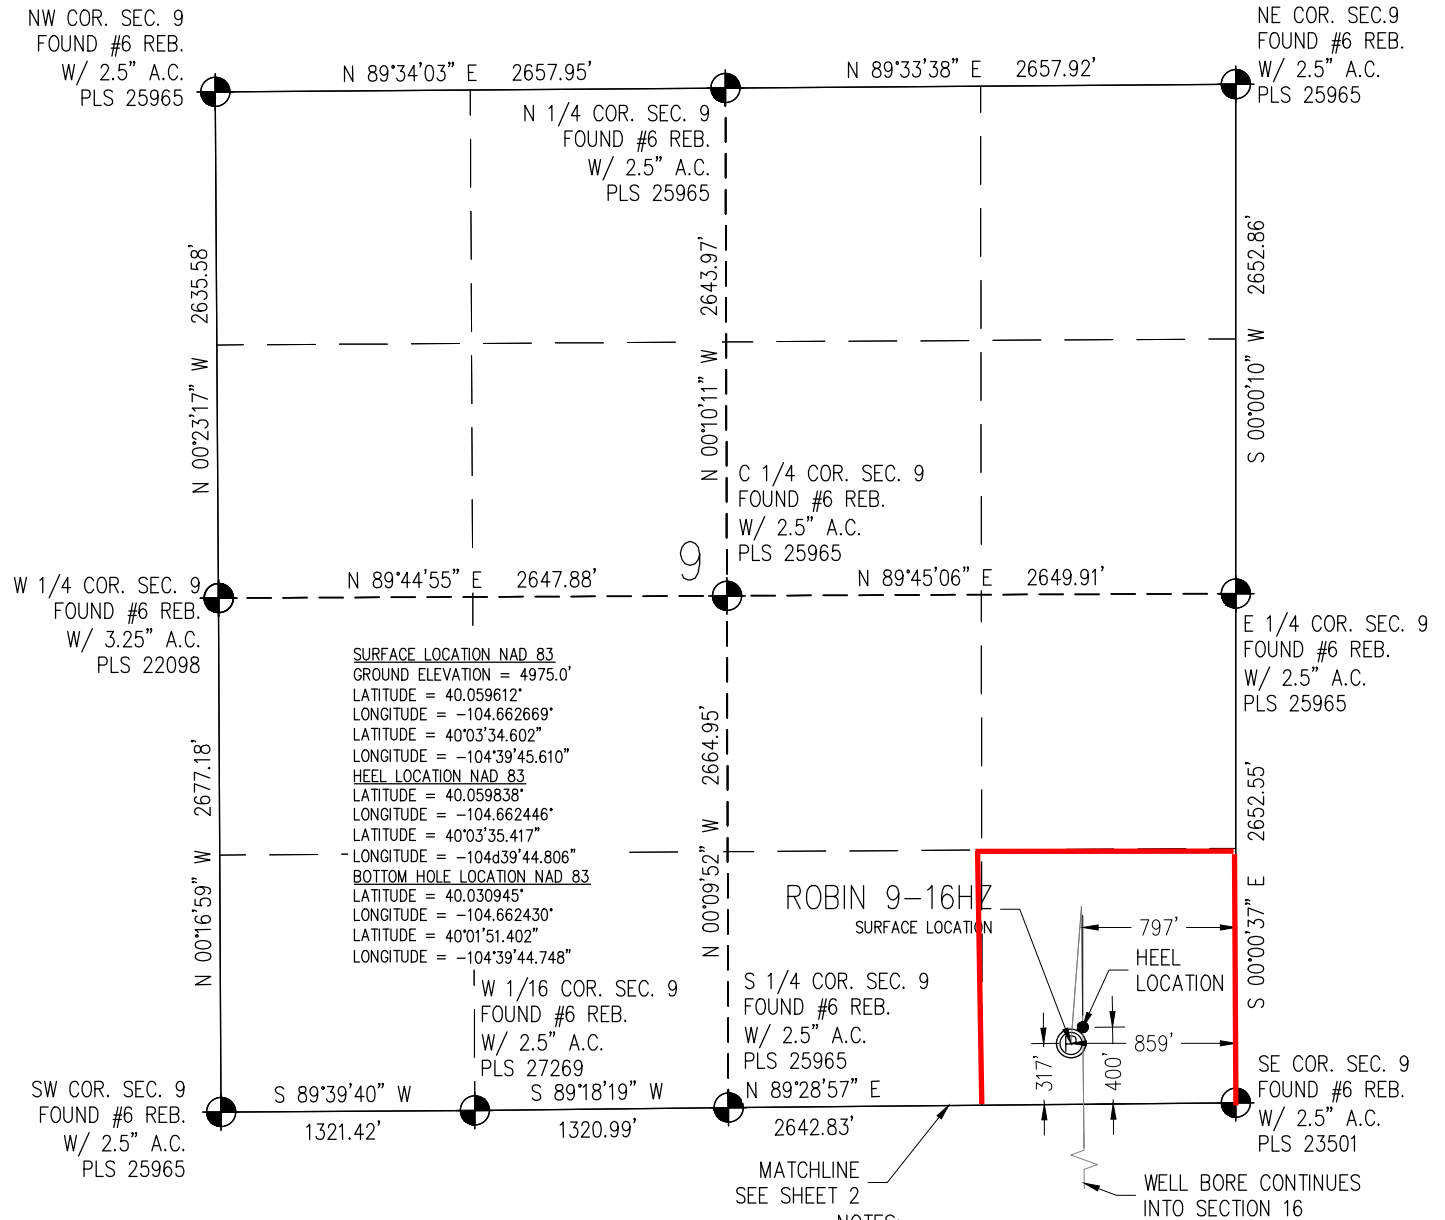 NW COR. SEC. 9
FOUND #6 REB.
W/ 2.5" A.C.
PLS 25965
N 89°34'03" E 2657.95'
N 89°33'38" E 2657.92'
NE COR. SEC.9
FOUND #6 REB.
W/ 2.5" A.C.
PLS 25965
N 1/4 COR. SEC. 9
FOUND #6 REB.
W/ 2.5" A.C.
PLS 25965
N 00°23'17" W 2635.58'
N 00°10'11" W 2643.97'
S 00°00'10" W 2652.86'
C 1/4 COR. SEC. 9
FOUND #6 REB.
W/ 2.5" A.C.
PLS 25965
9
W 1/4 COR. SEC. 9
FOUND #6 REB.
W/ 3.25" A.C.
PLS 22098
N 89°44'55" E 2647.88'
N 89°45'06" E 2649.91'
E 1/4 COR. SEC. 9
FOUND #6 REB.
W/ 2.5" A.C.
PLS 25965
SURFACE LOCATION NAD 83
GROUND ELEVATION = 4975.0'
LATITUDE = 40.059612°
LONGITUDE = -104.662669°
LATITUDE = 40°03'34.602"
LONGITUDE = -104°39'45.610"
HEEL LOCATION NAD 83
LATITUDE = 40.059838°
LONGITUDE = -104.662446°
LATITUDE = 40°03'35.417"
LONGITUDE = -104d39'44.806"
BOTTOM HOLE LOCATION NAD 83
LATITUDE = 40.030945°
LONGITUDE = -104.662430°
LATITUDE = 40°01'51.402"
LONGITUDE = -104°39'44.748"
N 00°16'59" W 2677.18'
N 00°09'52" W 2664.95'
S 00°00'37" E 2652.55'
ROBIN 9-16HZ
SURFACE LOCATION
797'
HEEL
LOCATION
859'
317'
400'
W 1/16 COR. SEC. 9
FOUND #6 REB.
W/ 2.5" A.C.
PLS 27269
S 1/4 COR. SEC. 9
FOUND #6 REB.
W/ 2.5" A.C.
PLS 25965
SW COR. SEC. 9
FOUND #6 REB.
W/ 2.5" A.C.
PLS 25965
S 89°39'40" W
1321.42'
S 89°18'19" W
1320.99'
N 89°28'57" E
2642.83'
SE COR. SEC. 9
FOUND #6 REB.
W/ 2.5" A.C.
PLS 23501
MATCHLINE
SEE SHEET 2
WELL BORE CONTINUES
INTO SECTION 16
NOTES: